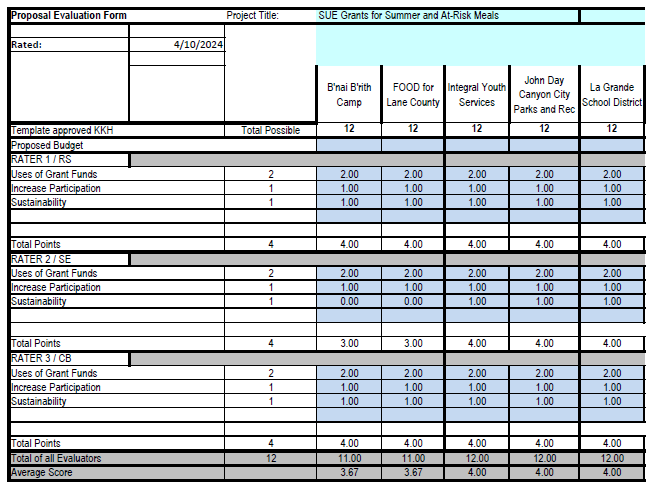 Proposal Evaluation Form Project Title: SUE Grants for Summer and At-Risk Meals
Rated: 4/10/2024
B'nai B'rith Camp FOOD for Lane County Integral Youth Services John Day Canyon City Parks and Rec La Grande School District
Template approved KKH Total Possible 12 12 12 12 12
Proposed Budget
RATER 1 / RS
Uses of Grant Funds 2 2.00 2.00 2.00 2.00 2.00
Increase Participation 1 1.00 1.00 1.00 1.00 1.00
Sustainability 1 1.00 1.00 1.00 1.00 1.00
Total Points 4 4.00 4.00 4.00 4.00 4.00
RATER 2 / SE
Uses of Grant Funds 2 2.00 2.00 2.00 2.00 2.00
Increase Participation 1 1.00 1.00 1.00 1.00 1.00
Sustainability 1 0.00 0.00 1.00 1.00 1.00
Total Points 4 3.00 3.00 4.00 4.00 4.00
RATER 3 / CB
Uses of Grant Funds 2 2.00 2.00 2.00 2.00 2.00
Increase Participation 1 1.00 1.00 1.00 1.00 1.00
Sustainability 1 1.00 1.00 1.00 1.00 1.00
Total Points 4 4.00 4.00 4.00 4.00 4.00
Total of all Evaluators 12 11.00 11.00 12.00 12.00 12.00
Average Score 3.67 3.67 4.00 4.00 4.00